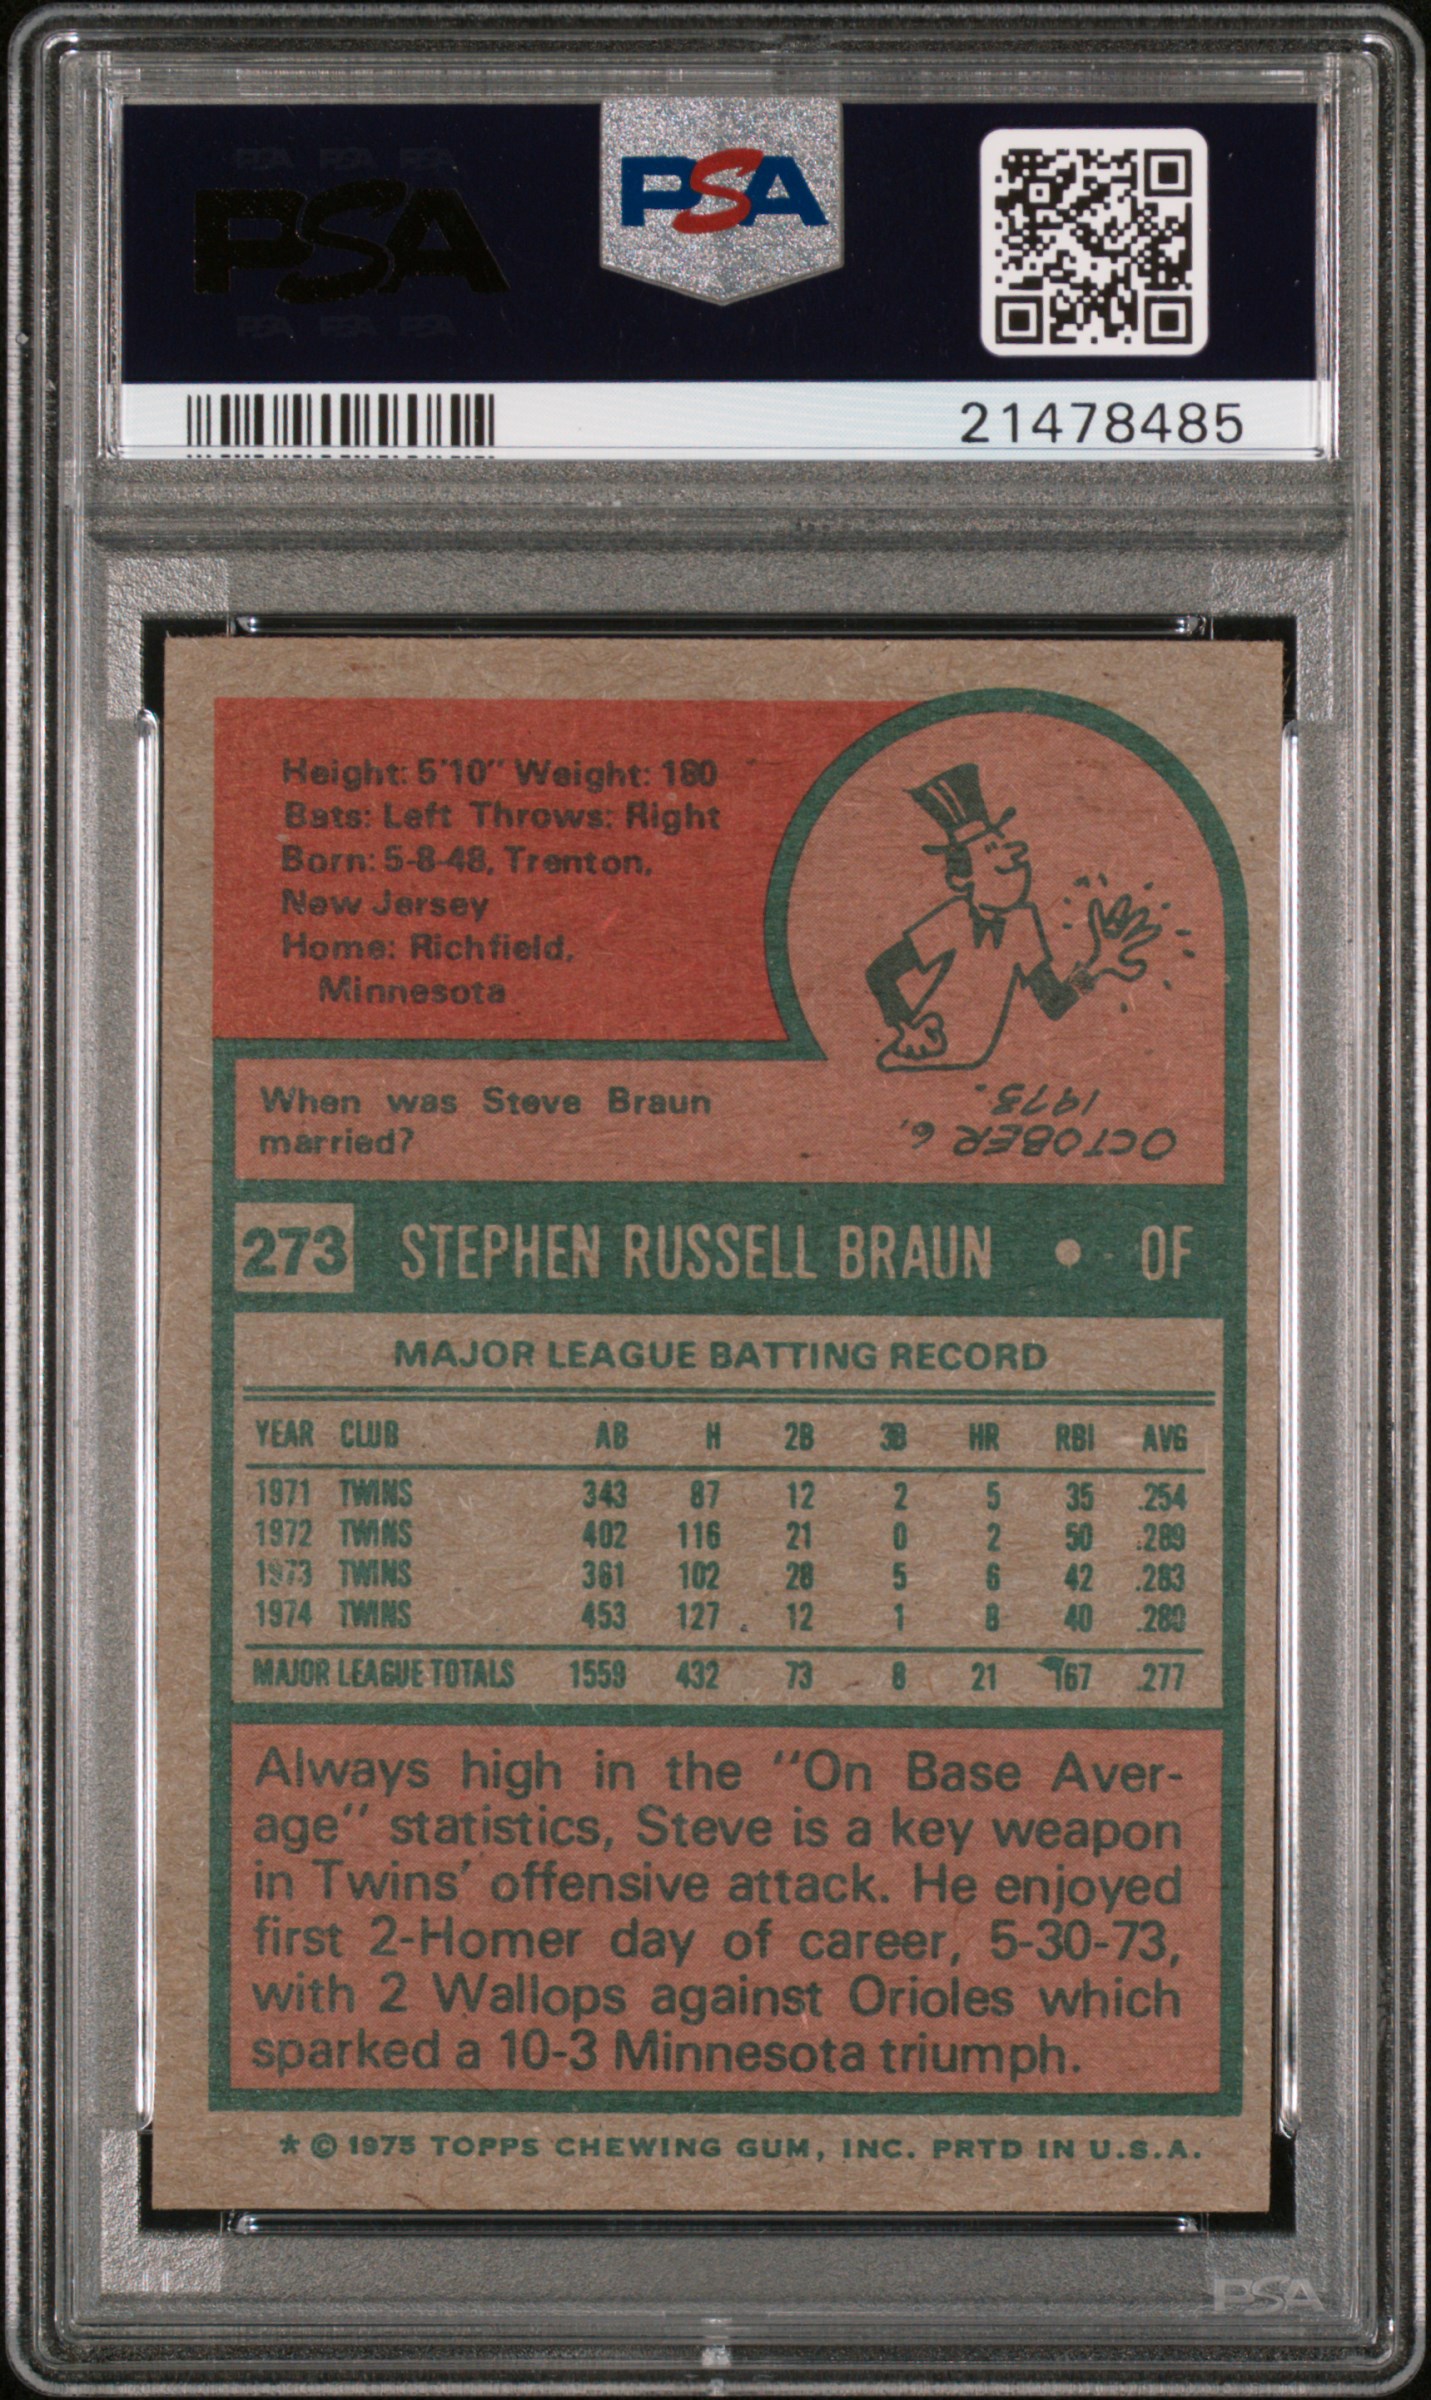 PSA PSA PSA
PSA
PSA PSA PSA
PSA
21478485
Height: 5'10" Weight: 180
Bats: Left Throws: Right
Born: 5-8-48, Trenton,
New Jersey
Home: Richfield,
Minnesota
When was Steve Braun
married?
OCTOBER 6,
1973.
273 STEPHEN RUSSELL BRAUN • OF
MAJOR LEAGUE BATTING RECORD
YEAR CLUB AB H 2B 3B HR RBI AVG
1971 TWINS 343 87 12 2 5 35 .254
1972 TWINS 402 116 21 0 2 50 .289
1973 TWINS 361 102 28 5 6 42 .283
1974 TWINS 453 127 12 1 8 40 .280
MAJOR LEAGUE TOTALS 1559 432 73 8 21 167 .277
Always high in the "On Base Aver-
age" statistics, Steve is a key weapon
in Twins' offensive attack. He enjoyed
first 2-Homer day of career, 5-30-73,
with 2 Wallops against Orioles which
sparked a 10-3 Minnesota triumph.
* © 1975 TOPPS CHEWING GUM, INC. PRTD IN U.S.A.
PSA